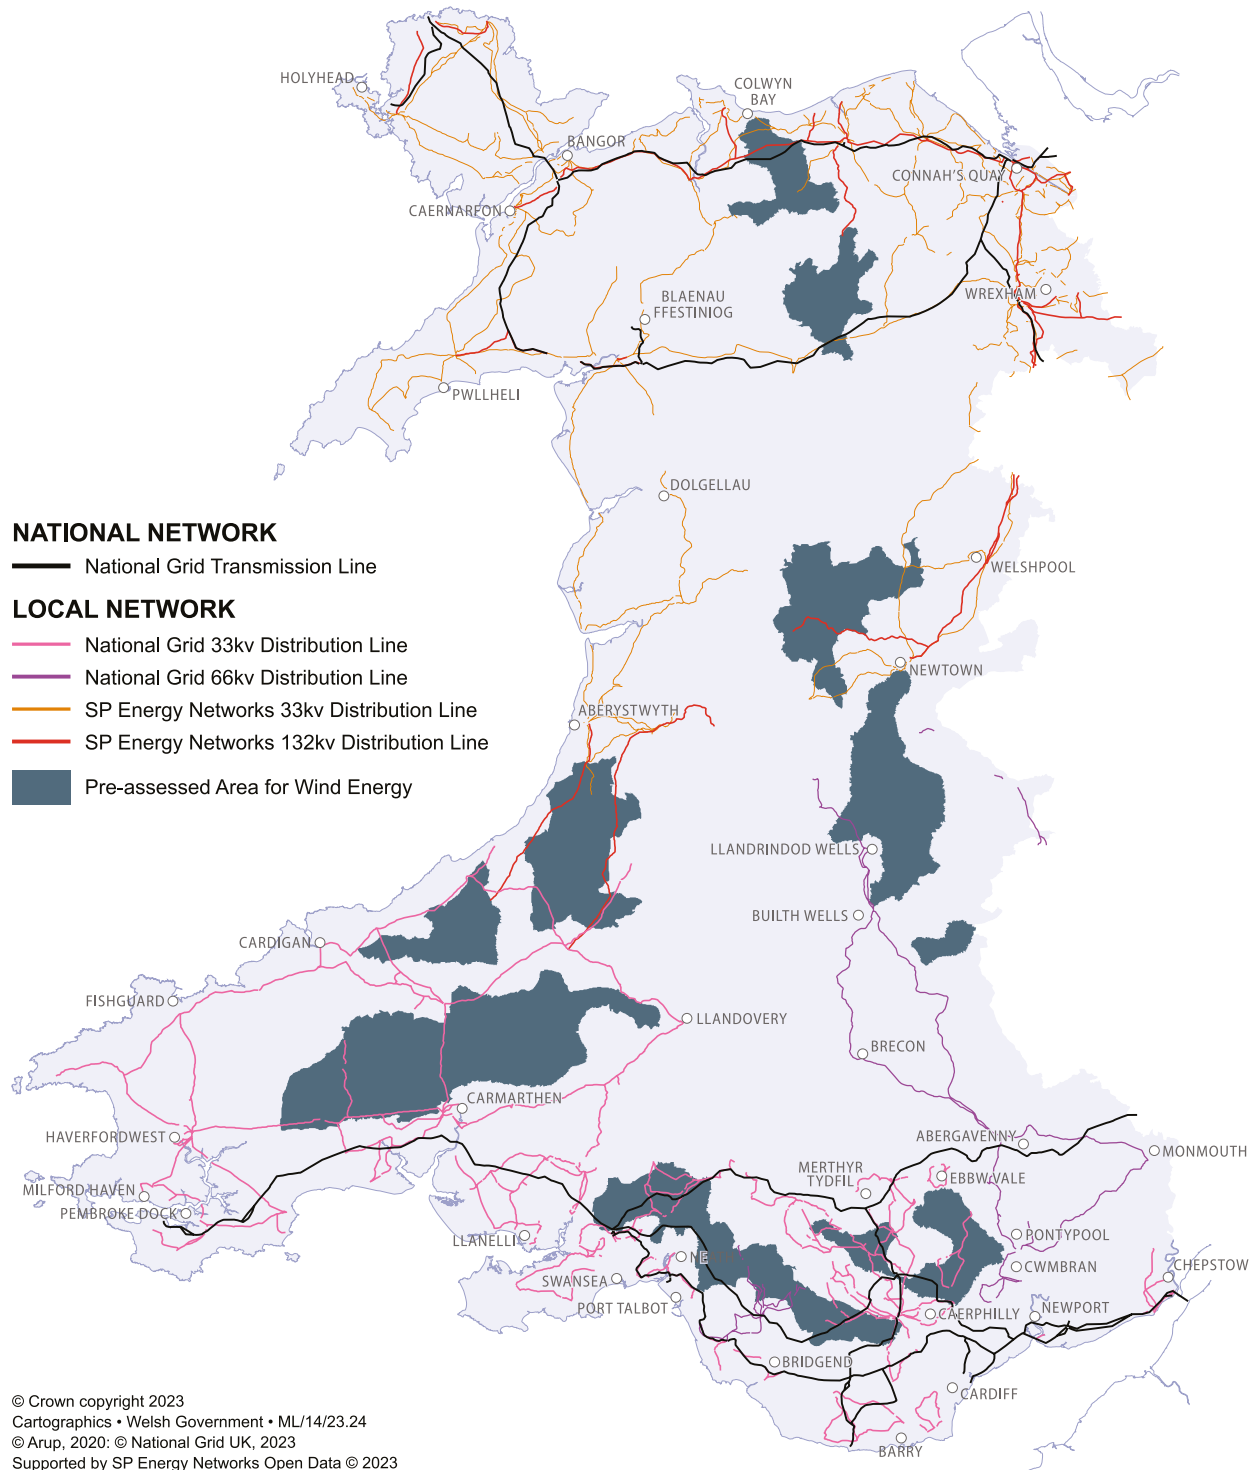 HOLYHEAD
COLWYN
BAY
BANGOR
CONNAH'S QUAY
CAERNARFON
WREXHAM
BLAENAU
FFESTINIOG
PWLLHELI
DOLGELLAU
NATIONAL NETWORK
National Grid Transmission Line
LOCAL NETWORK
National Grid 33kv Distribution Line
National Grid 66kv Distribution Line
SP Energy Networks 33kv Distribution Line
SP Energy Networks 132kv Distribution Line
Pre-assessed Area for Wind Energy
WELSHPOOL
NEWTOWN
ABERYSTWYTH
LLANDRINDOD WELLS
BUILTH WELLS
CARDIGAN
FISHGUARD
LLANDOVERY
BRECON
CARMARTHEN
HAVERFORDWEST
ABERGAVENNY
MONMOUTH
MERTHYR
TYDFIL
EBBW VALE
MILFORD HAVEN
PEMBROKE DOCK
LLANELLI
PONTYPOOL
CWMBRAN
CHEPSTOW
SWANSEA
PORT TALBOT
CAERPHILLY
NEWPORT
BRIDGEND
CARDIFF
BARRY
© Crown copyright 2023
Cartographics • Welsh Government • ML/14/23.24
© Arup, 2020: © National Grid UK, 2023
Supported by SP Energy Networks Open Data © 2023